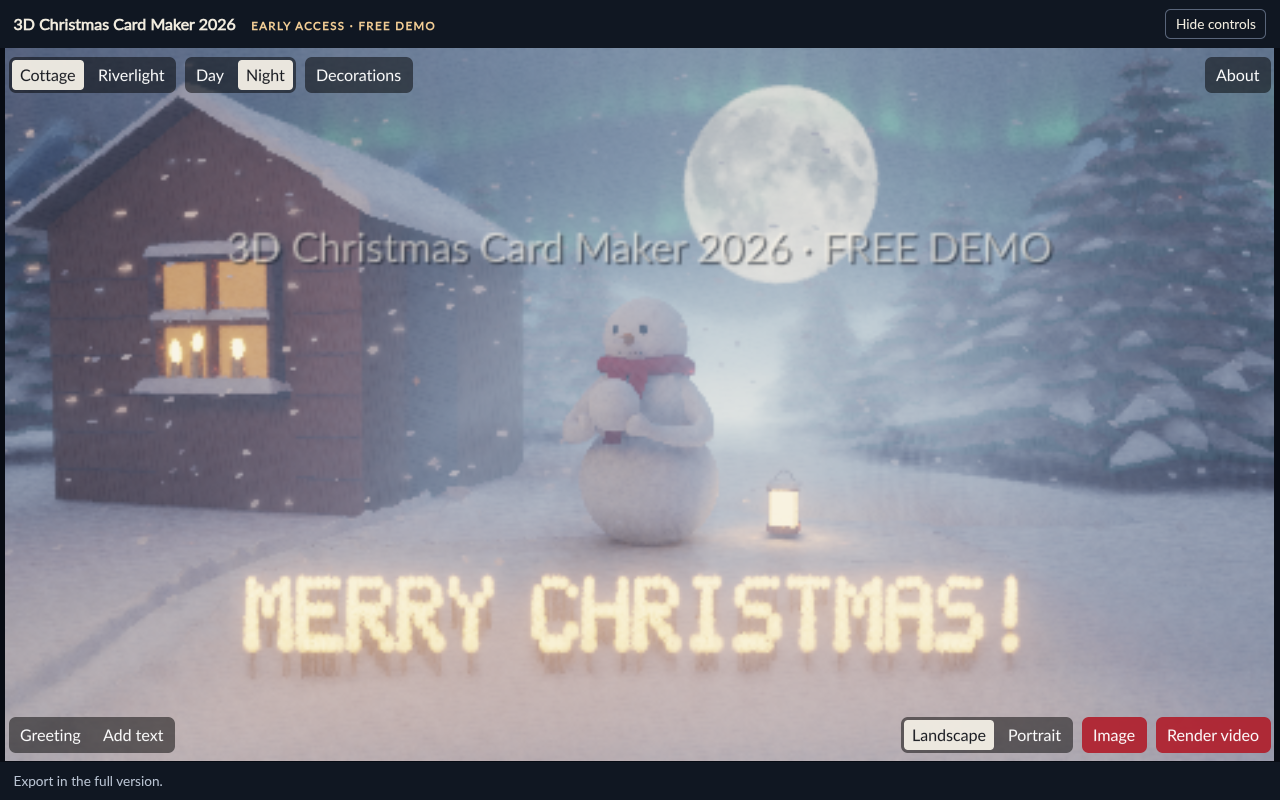 3D Christmas Card Maker 2026 EARLY ACCESS · FREE DEMO Hide controls
Cottage Riverlight Day Night Decorations About
3D Christmas Card Maker 2026 · FREE DEMO
MERRY CHRISTMAS!
Greeting Add text Landscape Portrait Image Render video
Export in the full version.